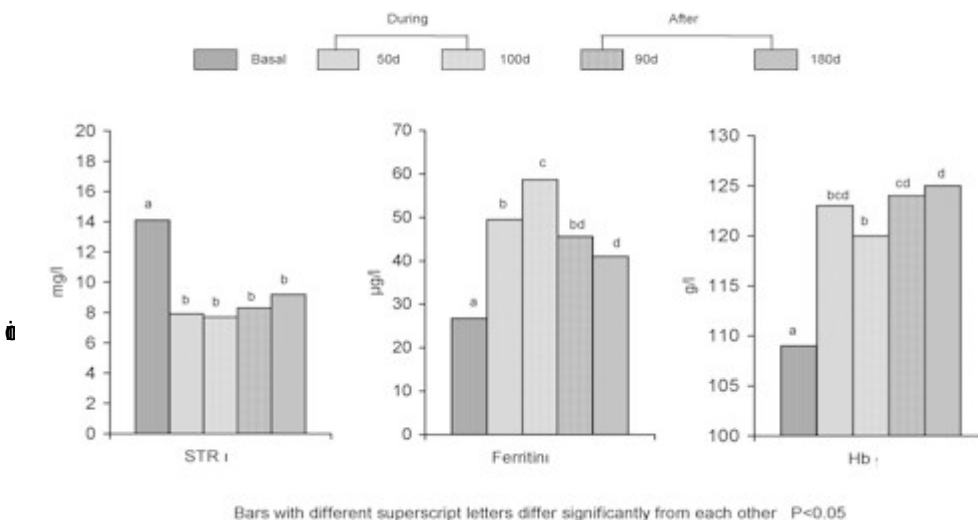 During After
Basal 50d 100d 90d 180d
20
18
16
14
12
10
8
6
4
2
0
mg/l
a
b
b
b
b
STR
70
60
50
40
30
20
10
0
µg/l
a
b
c
bd
d
Ferritin
130
125
120
115
110
105
100
g/l
a
bcd
b
cd
d
Hb
Bars with different superscript letters differ significantly from each other P<0.05